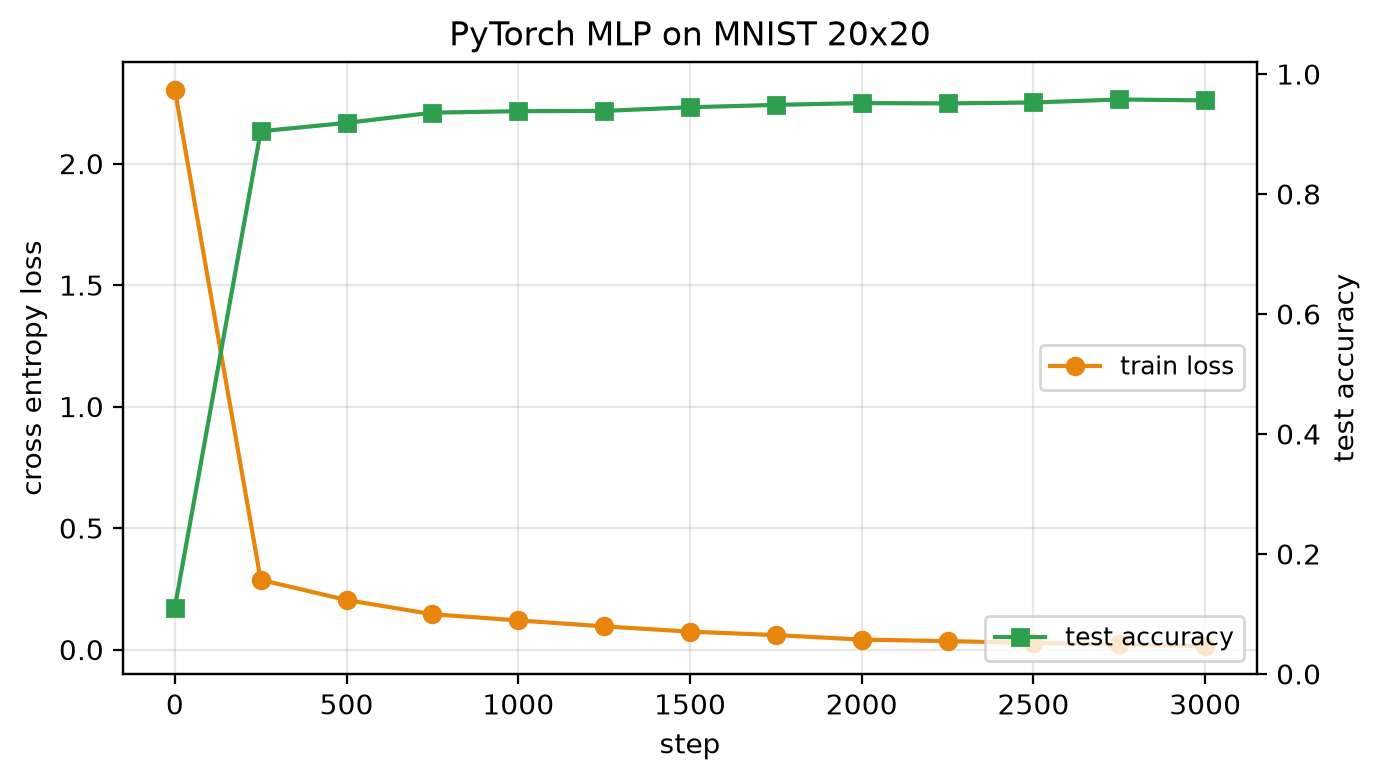 PyTorch MLP on MNIST 20x20
cross entropy loss
2.0
1.5
1.0
0.5
0.0
1.0
0.8
0.6
0.4
0.2
0.0
test accuracy
train loss
test accuracy
0 500 1000 1500 2000 2500 3000
step